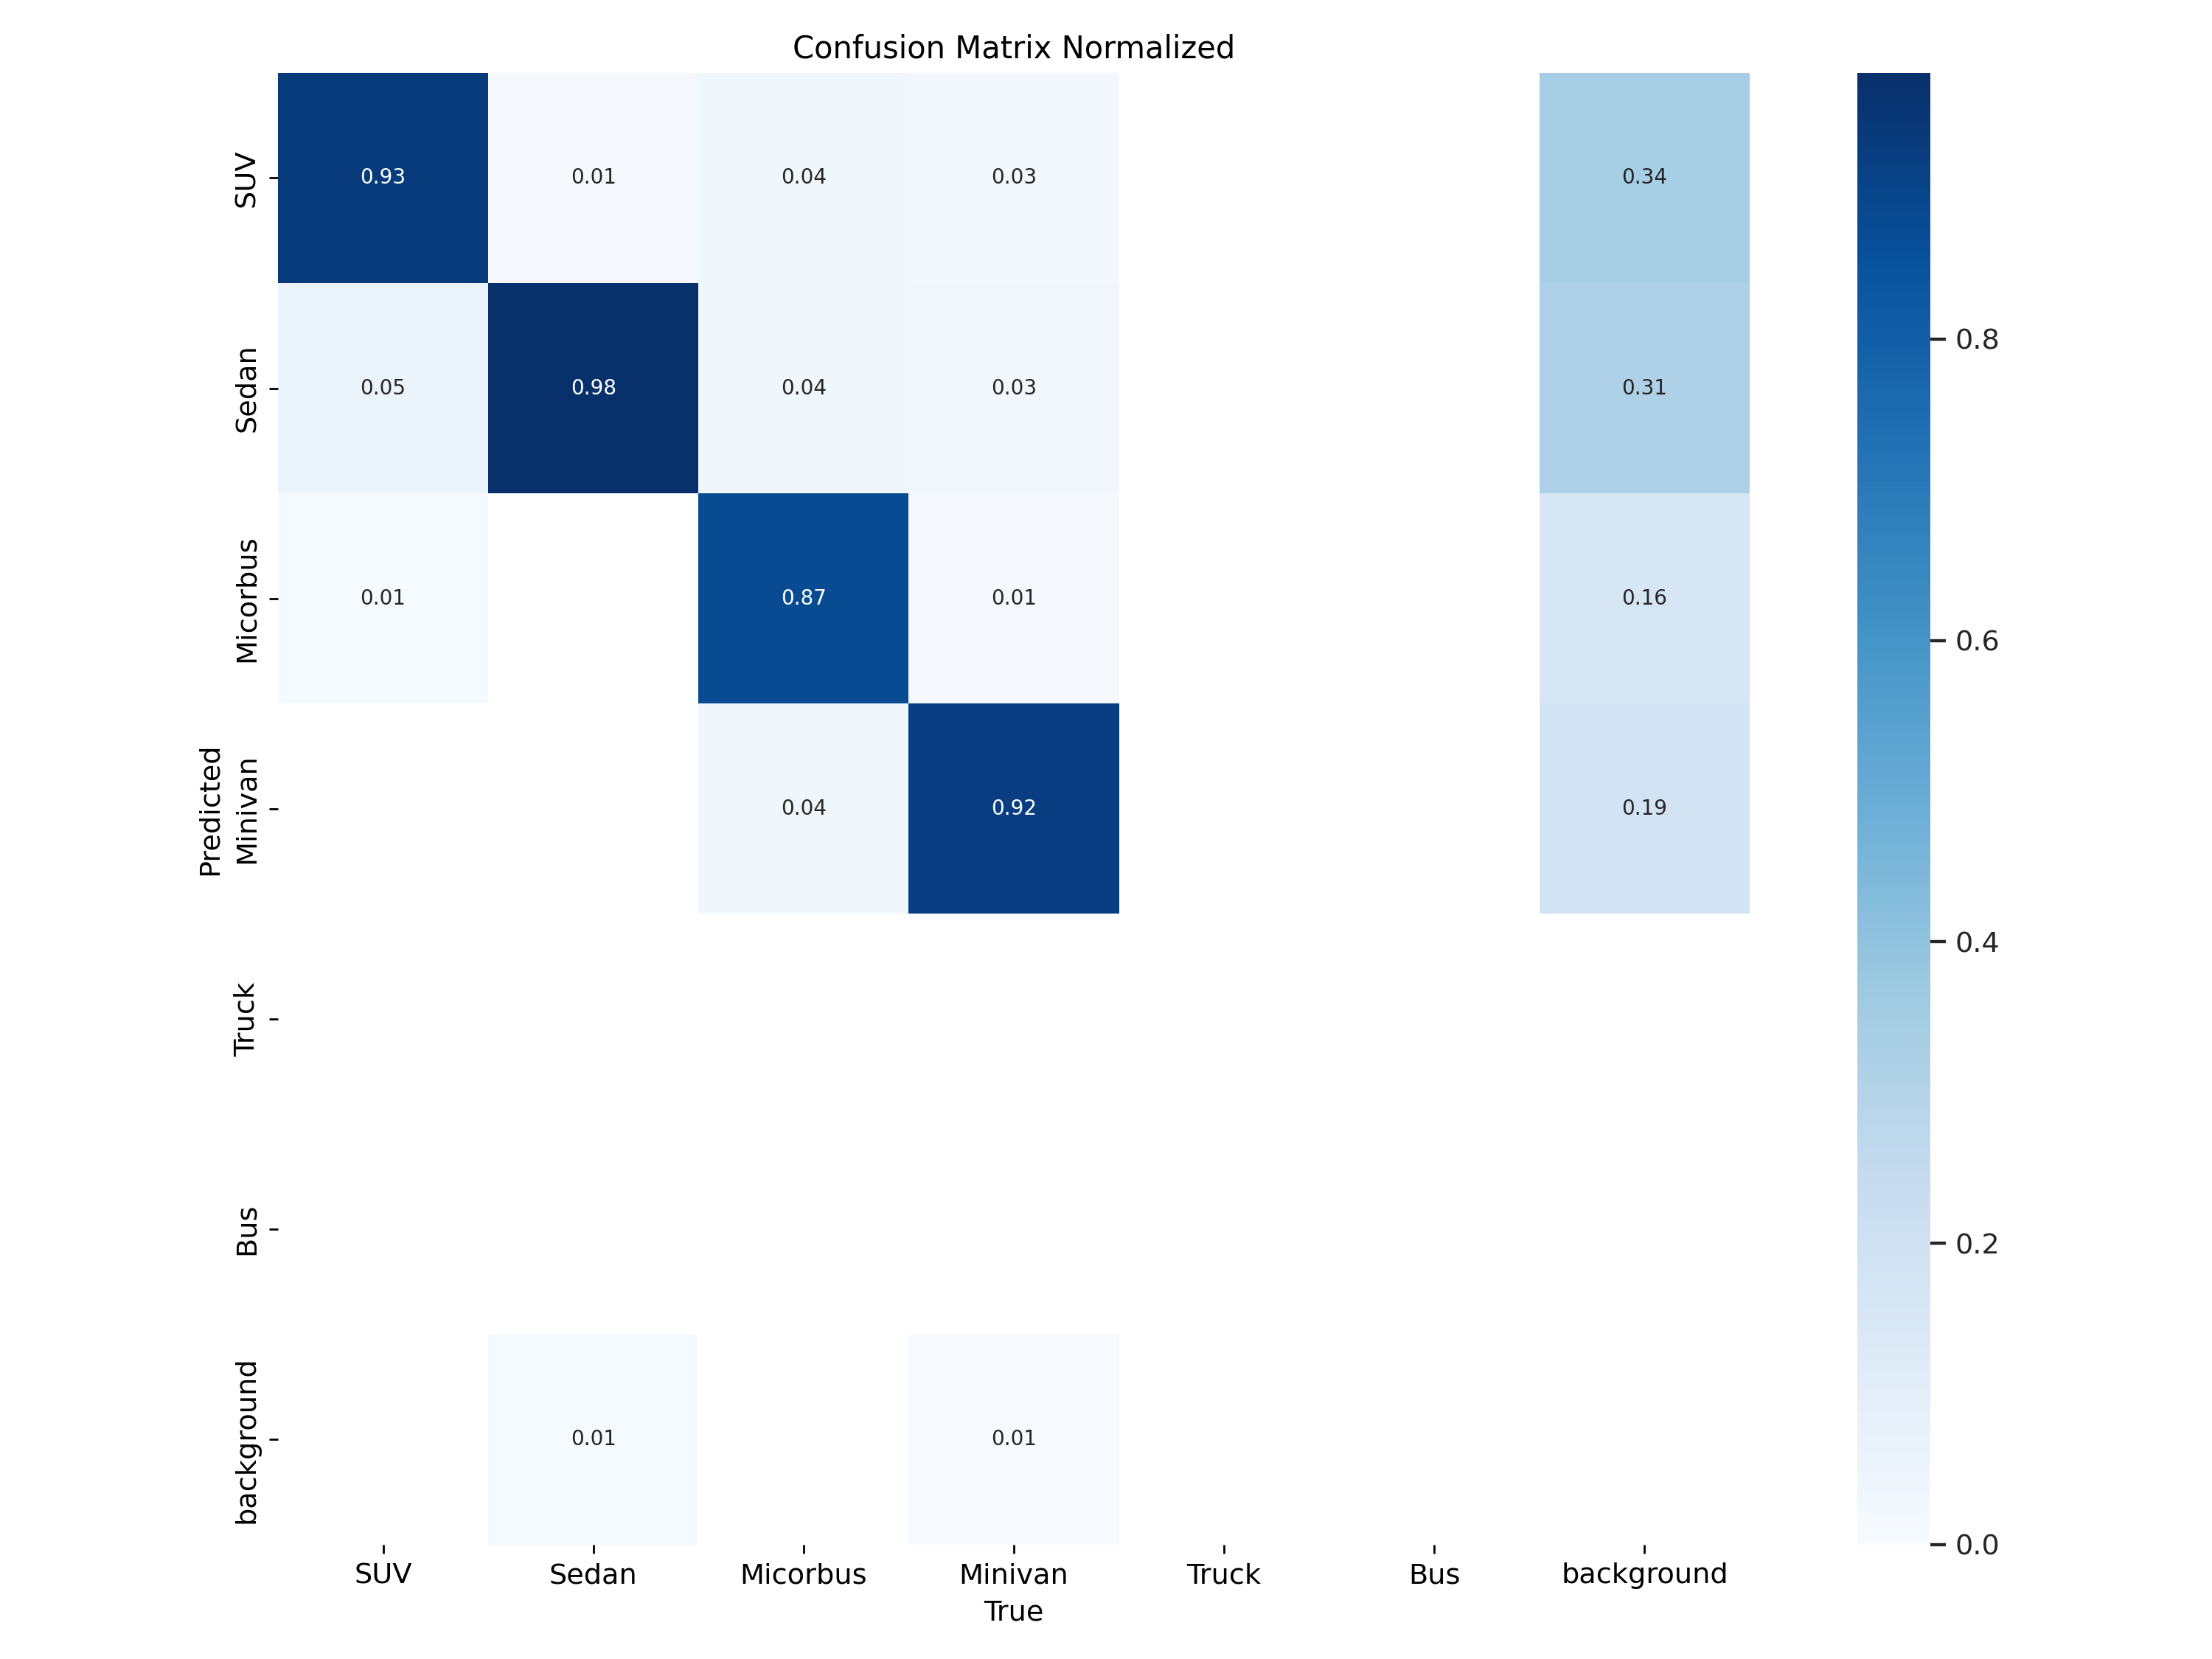 Confusion Matrix Normalized
SUV 0.93 0.01 0.04 0.03 0.34
Sedan 0.05 0.98 0.04 0.03 0.31
Micorbus 0.01 0.87 0.01 0.16
Minivan 0.04 0.92 0.19
Truck
Bus
background 0.01 0.01
Predicted
SUV Sedan Micorbus Minivan Truck Bus background
True
0.8
0.6
0.4
0.2
0.0